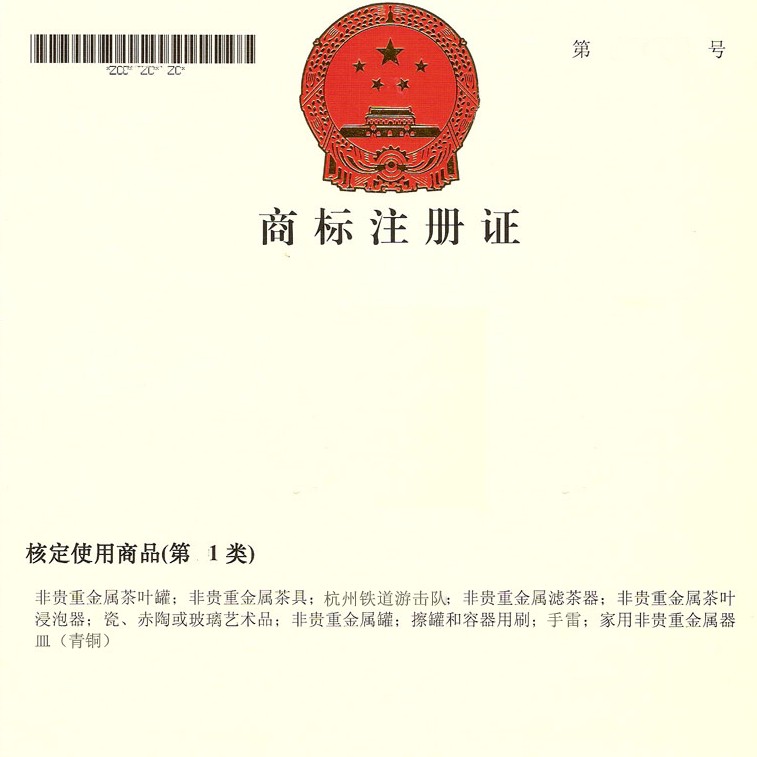 *ZCC* *ZC* ZC*
第 号
商标注册证
核定使用商品(第 1 类)
非贵重金属茶叶罐；非贵重金属茶具；杭州铁道游击队；非贵重金属滤茶器；非贵重金属茶叶
浸泡器；瓷、赤陶或玻璃艺术品；非贵重金属罐；擦罐和容器用刷；手雷；家用非贵重金属器
皿（青铜）